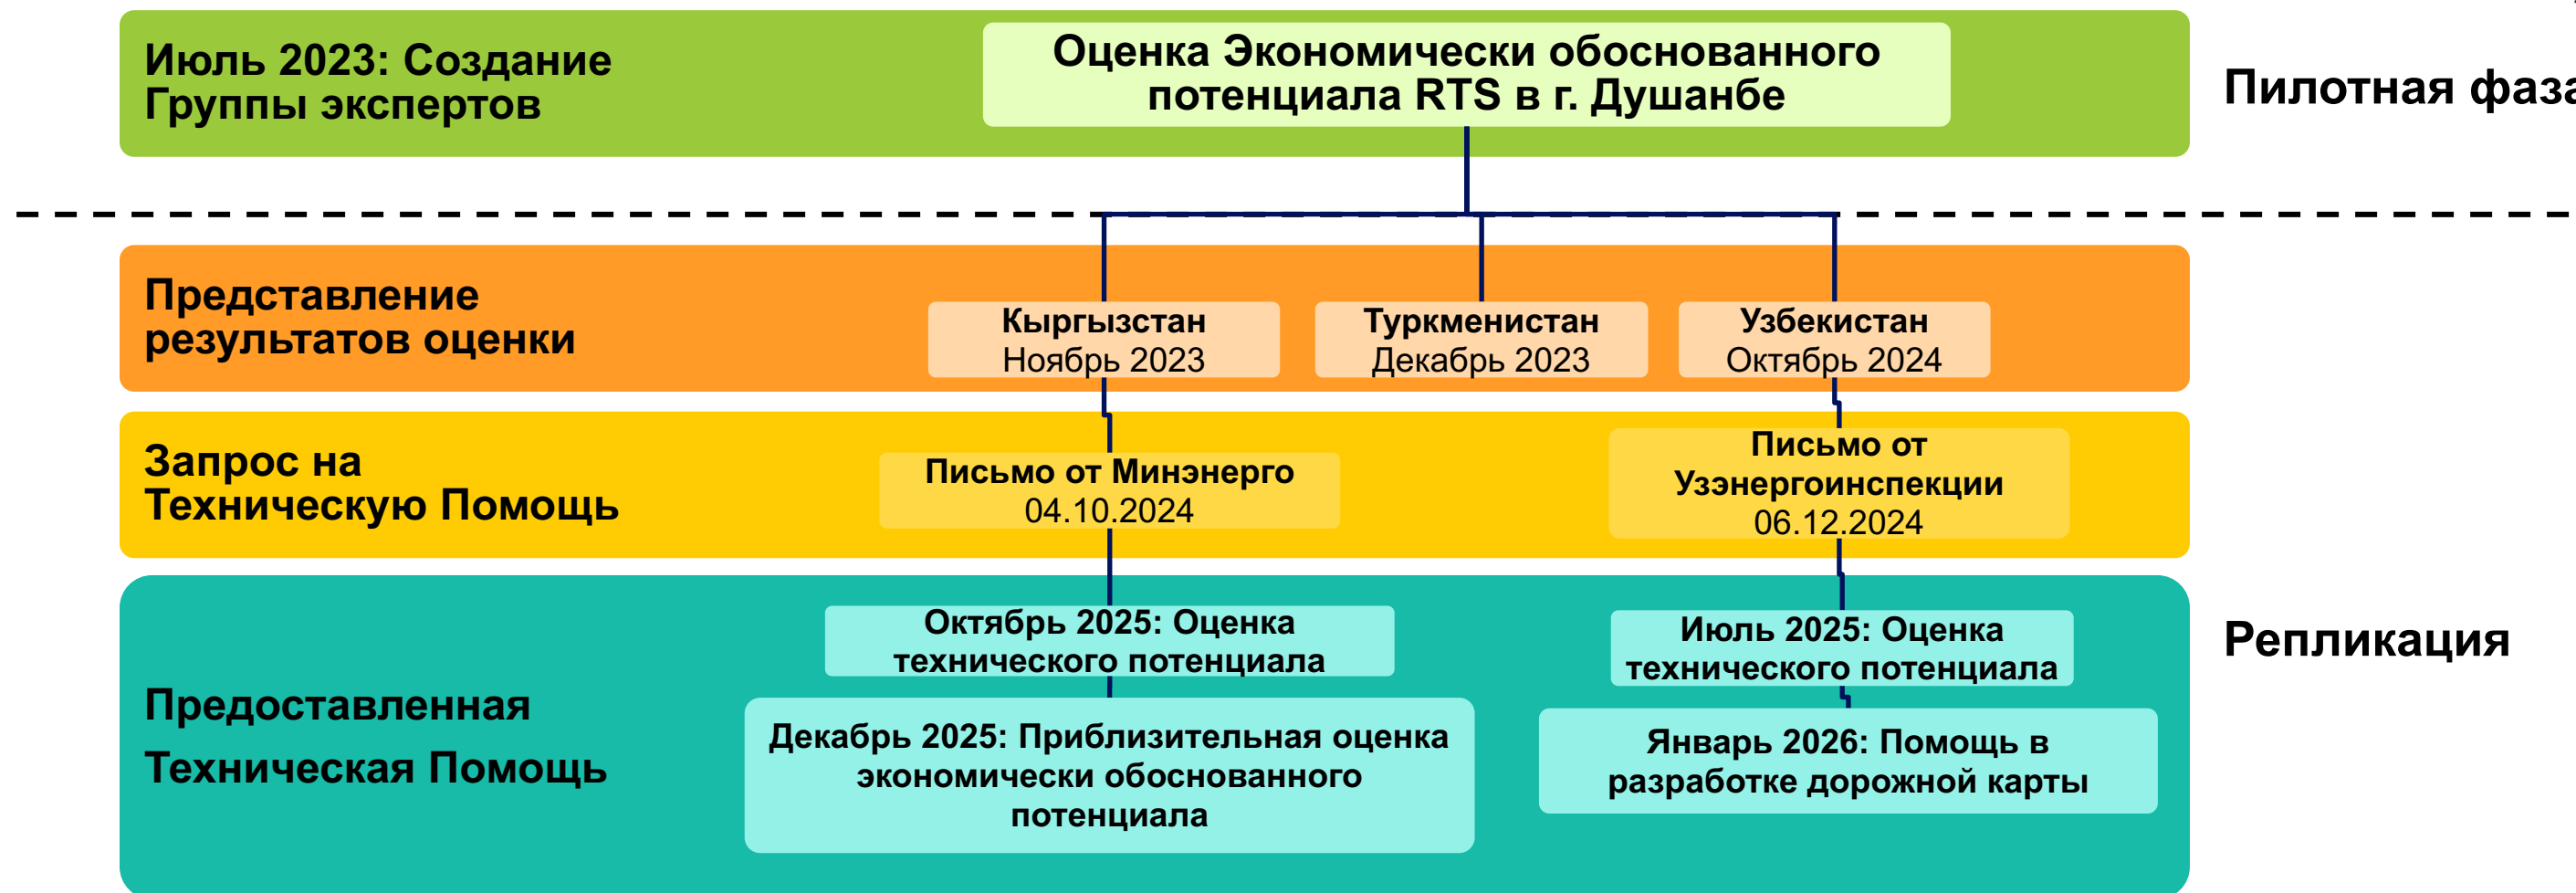 Июль 2023: Создание
Группы экспертов
Оценка Экономически обоснованного
потенциала RTS в г. Душанбе
Пилотная фаза
Представление
результатов оценки
Кыргызстан
Ноябрь 2023
Туркменистан
Декабрь 2023
Узбекистан
Октябрь 2024
Запрос на
Техническую Помощь
Письмо от Минэнерго
04.10.2024
Письмо от
Узэнергоинспекции
06.12.2024
Предоставленная
Техническая Помощь
Октябрь 2025: Оценка
технического потенциала
Декабрь 2025: Приблизительная оценка
экономически обоснованного
потенциала
Июль 2025: Оценка
технического потенциала
Январь 2026: Помощь в
разработке дорожной карты
Репликация